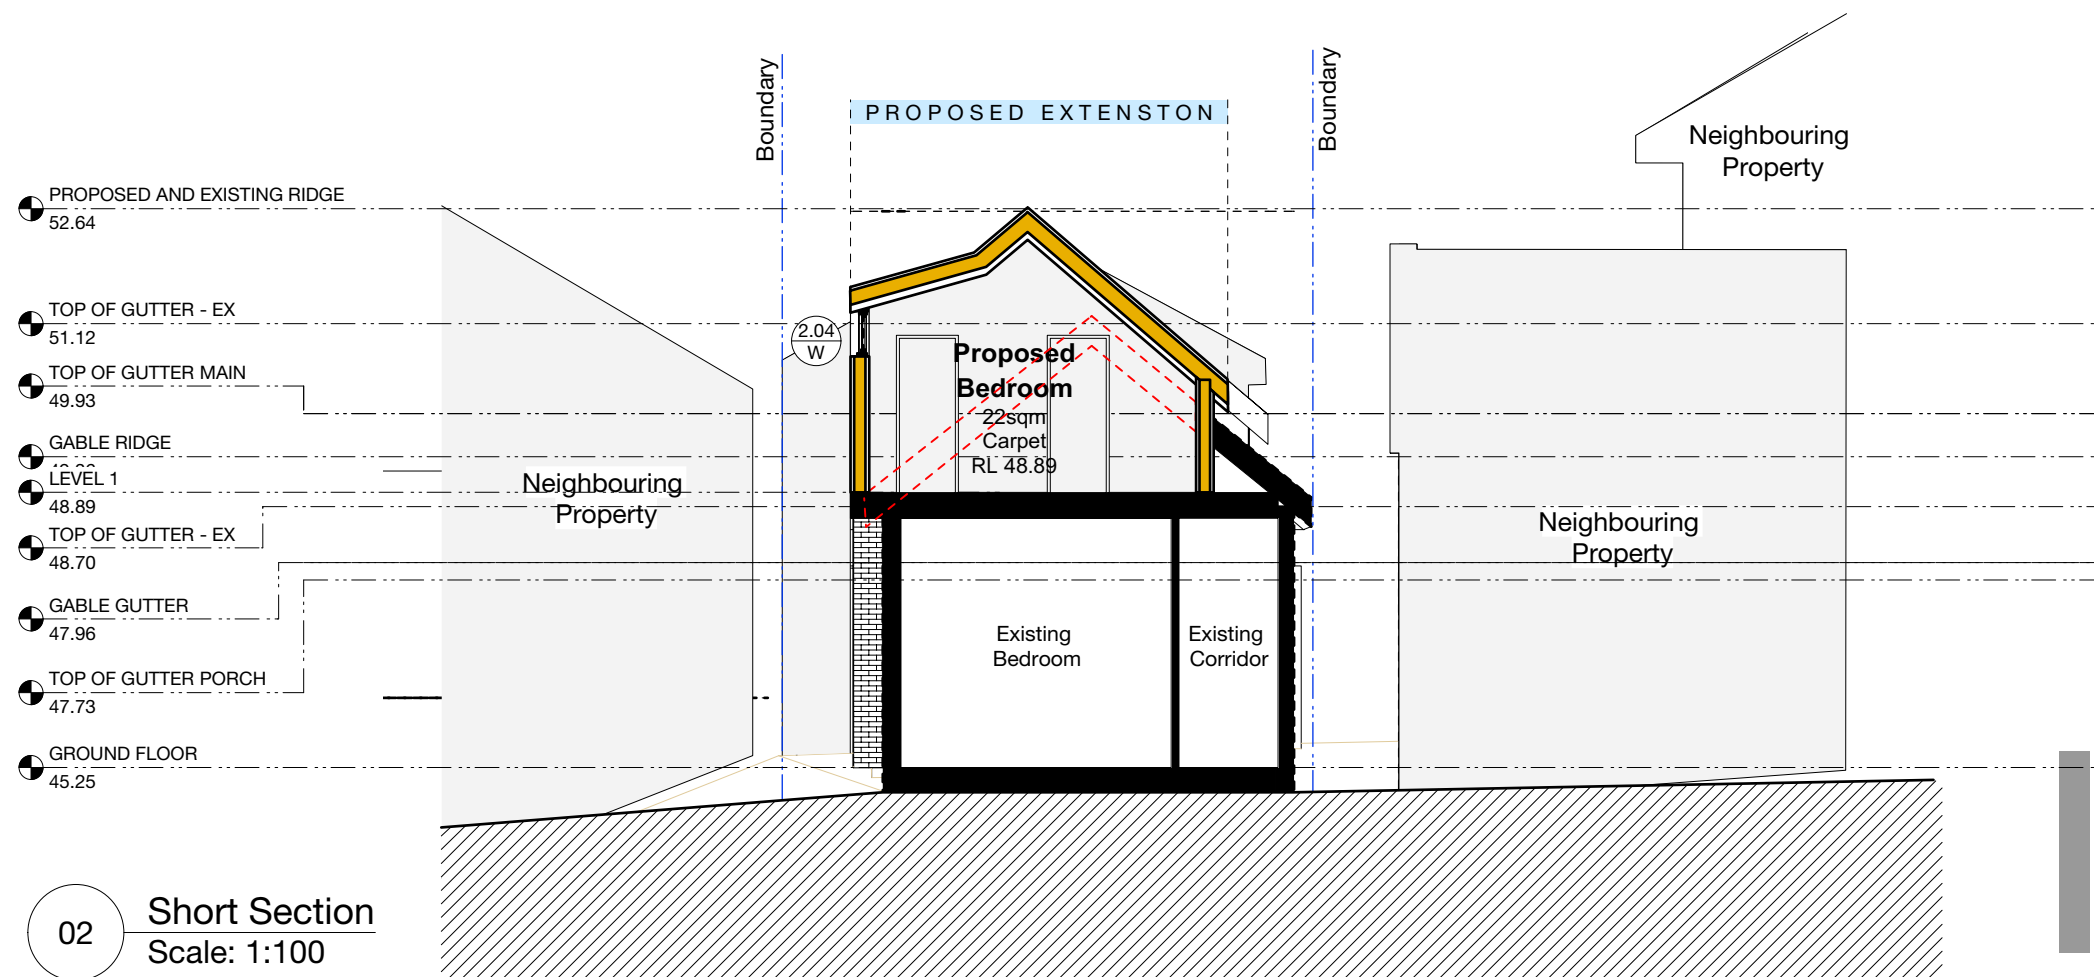 Boundary
Boundary
PROPOSED EXTENSTON
Neighbouring
Property
PROPOSED AND EXISTING RIDGE
52.64
TOP OF GUTTER - EX
51.12
2.04
W
TOP OF GUTTER MAIN
49.93
Proposed
Bedroom
22sqm
Carpet
RL 48.89
GABLE RIDGE
LEVEL 1
48.89
Neighbouring
Property
Neighbouring
Property
TOP OF GUTTER - EX
48.70
GABLE GUTTER
47.96
Existing
Bedroom
Existing
Corridor
TOP OF GUTTER PORCH
47.73
GROUND FLOOR
45.25
02
Short Section
Scale: 1:100